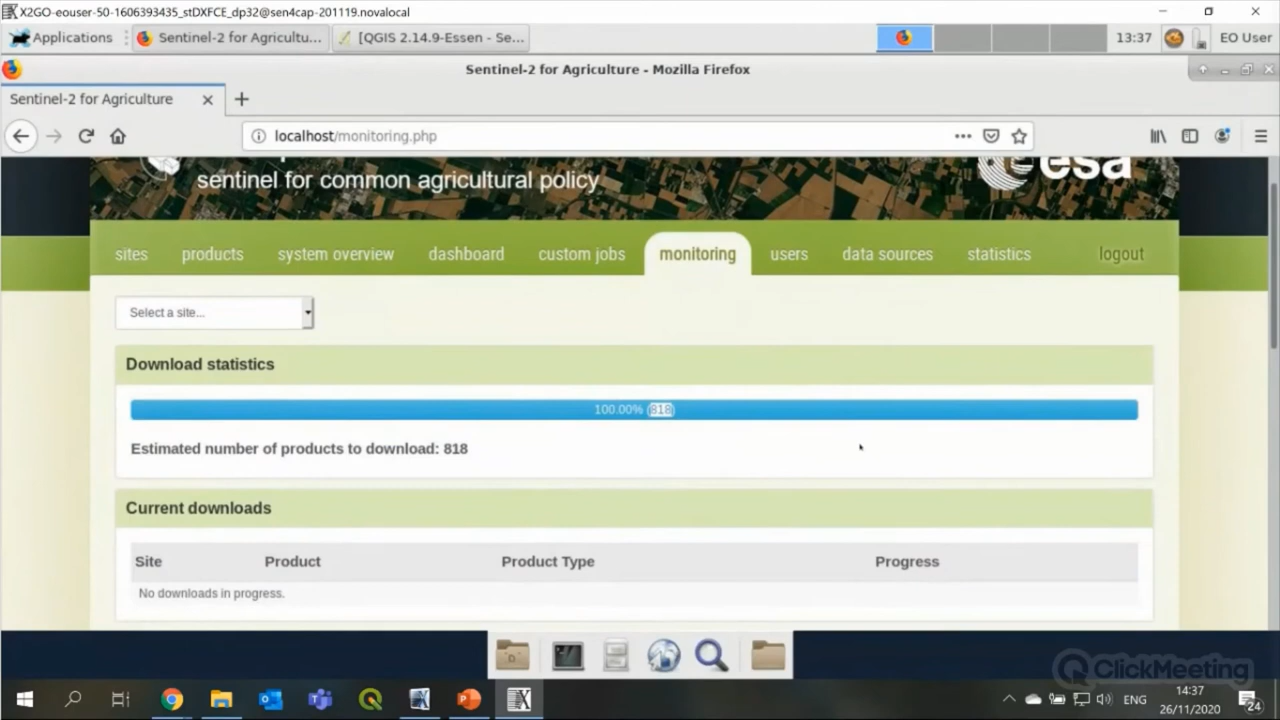 X2GO-eouser-50-1606393435_stDXFCE_dp32@sen4cap-201119.novalocal
Applications
Sentinel-2 for Agricultu...
[QGIS 2.14.9-Essen - Se...
13:37
EO User
Sentinel-2 for Agriculture - Mozilla Firefox
Sentinel-2 for Agriculture
localhost/monitoring.php
sentinel for common agricultural policy
esa
sites products system overview dashboard custom jobs monitoring users data sources statistics logout
Select a site...
Download statistics
100.00% (818)
Estimated number of products to download: 818
Current downloads
Site Product Product Type Progress
No downloads in progress.
ClickMeeting
ENG
14:37
26/11/2020
24